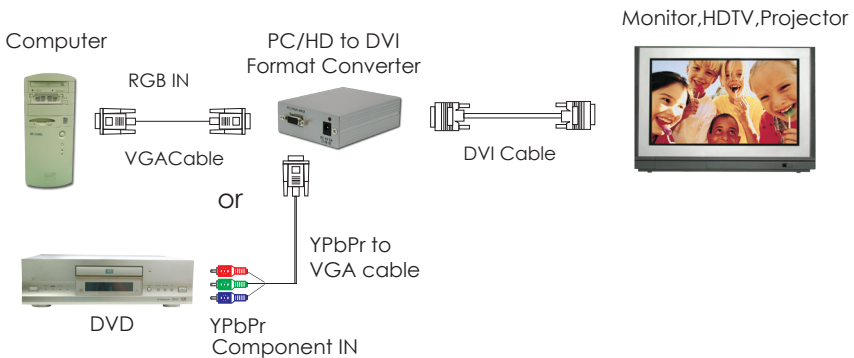 Monitor,HDTV,Projector
Computer
PC/HD to DVI
Format Converter
RGB IN
VGACable
DVI Cable
or
YPbPr to
VGA cable
DVD
YPbPr
Component IN